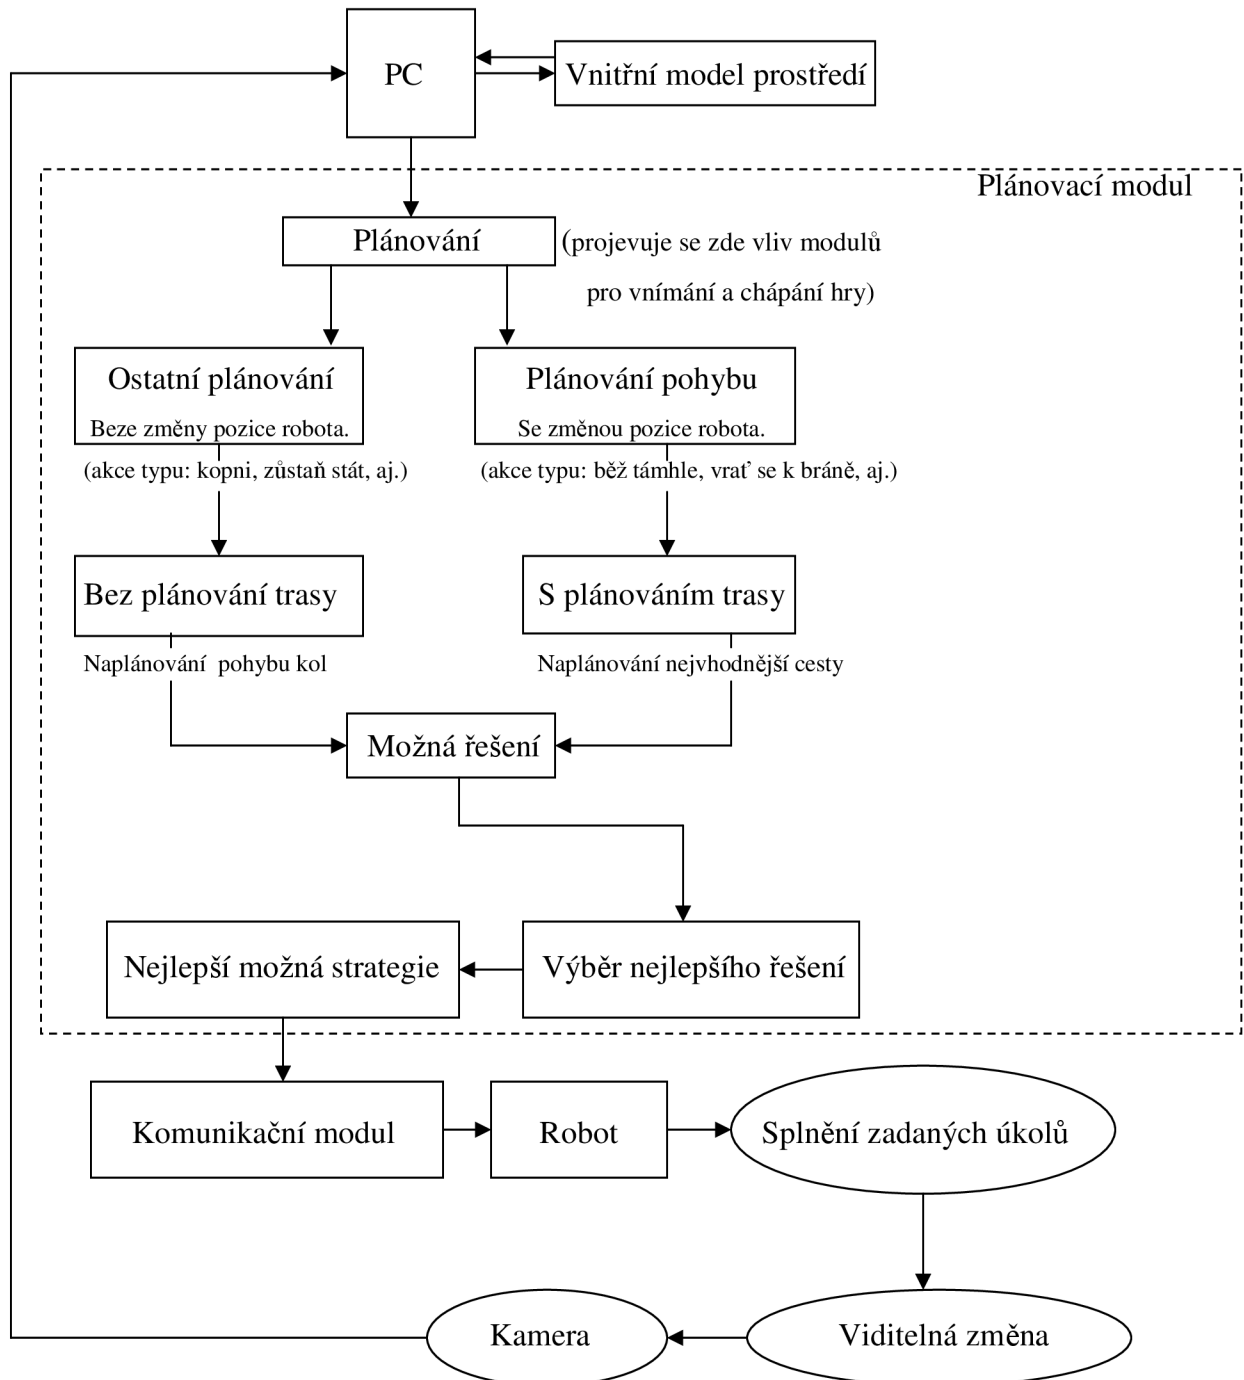 PC
Vnitřní model prostředí
Plánovací modul
Plánování
(projevuje se zde vliv modulů
pro vnímání a chápání hry)
Ostatní plánování
Beze změny pozice robota.
(akce typu: kopni, zůstaň stát, aj.)
Plánování pohybu
Se změnou pozice robota.
(akce typu: běž támhle, vrať se k bráně, aj.)
Bez plánování trasy
Naplánování pohybu kol
S plánováním trasy
Naplánování nejvhodnější cesty
Možná řešení
Nejlepší možná strategie
Výběr nejlepšího řešení
Komunikační modul
Robot
Splnění zadaných úkolů
Kamera
Viditelná změna